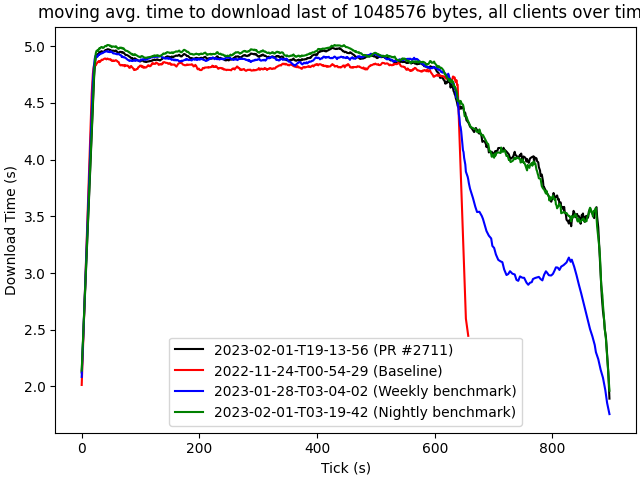 moving avg. time to download last of 1048576 bytes, all clients over tim
Download Time (s)
5.0
4.5
4.0
3.5
3.0
2.5
2.0
2023-02-01-T19-13-56 (PR #2711)
2022-11-24-T00-54-29 (Baseline)
2023-01-28-T03-04-02 (Weekly benchmark)
2023-02-01-T03-19-42 (Nightly benchmark)
0 200 400 600 800
Tick (s)